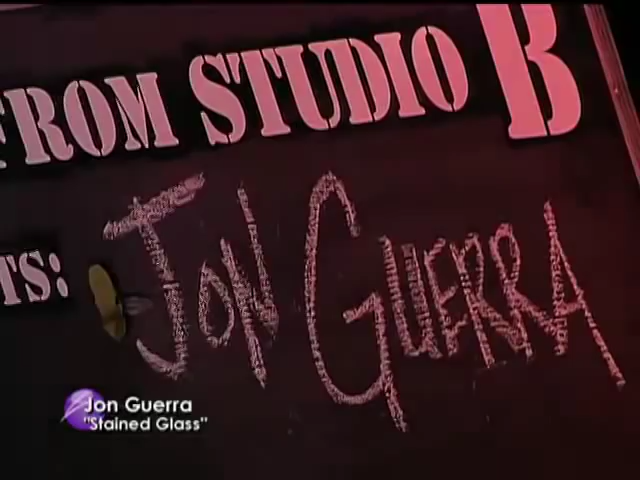 FROM STUDIO B
TS:
JON GUERRA
Jon Guerra
"Stained Glass"